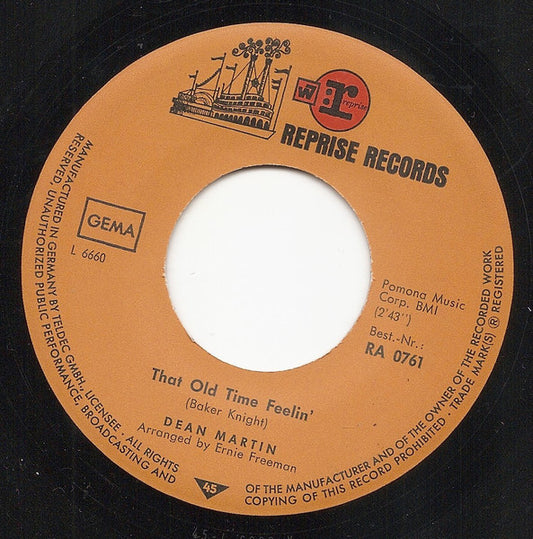 W
r
reprise
REPRISE RECORDS
GEMA
L 6660
Pomona Music
Corp. BMI
(2'43'')
Best.-Nr.:
RA 0761
That Old Time Feelin'
(Baker Knight)
DEAN MARTIN
Arranged by Ernie Freeman
45
MANUFACTURED IN GERMANY BY TELDEC GMBH., LICENSEE · ALL RIGHTS
RESERVED, UNAUTHORIZED PUBLIC PERFORMANCE, BROADCASTING AND
OF THE MANUFACTURER AND OF THE OWNER OF THE RECORDED WORK
COPYING OF THIS RECORD PROHIBITED · TRADE MARK(S) ® REGISTERED